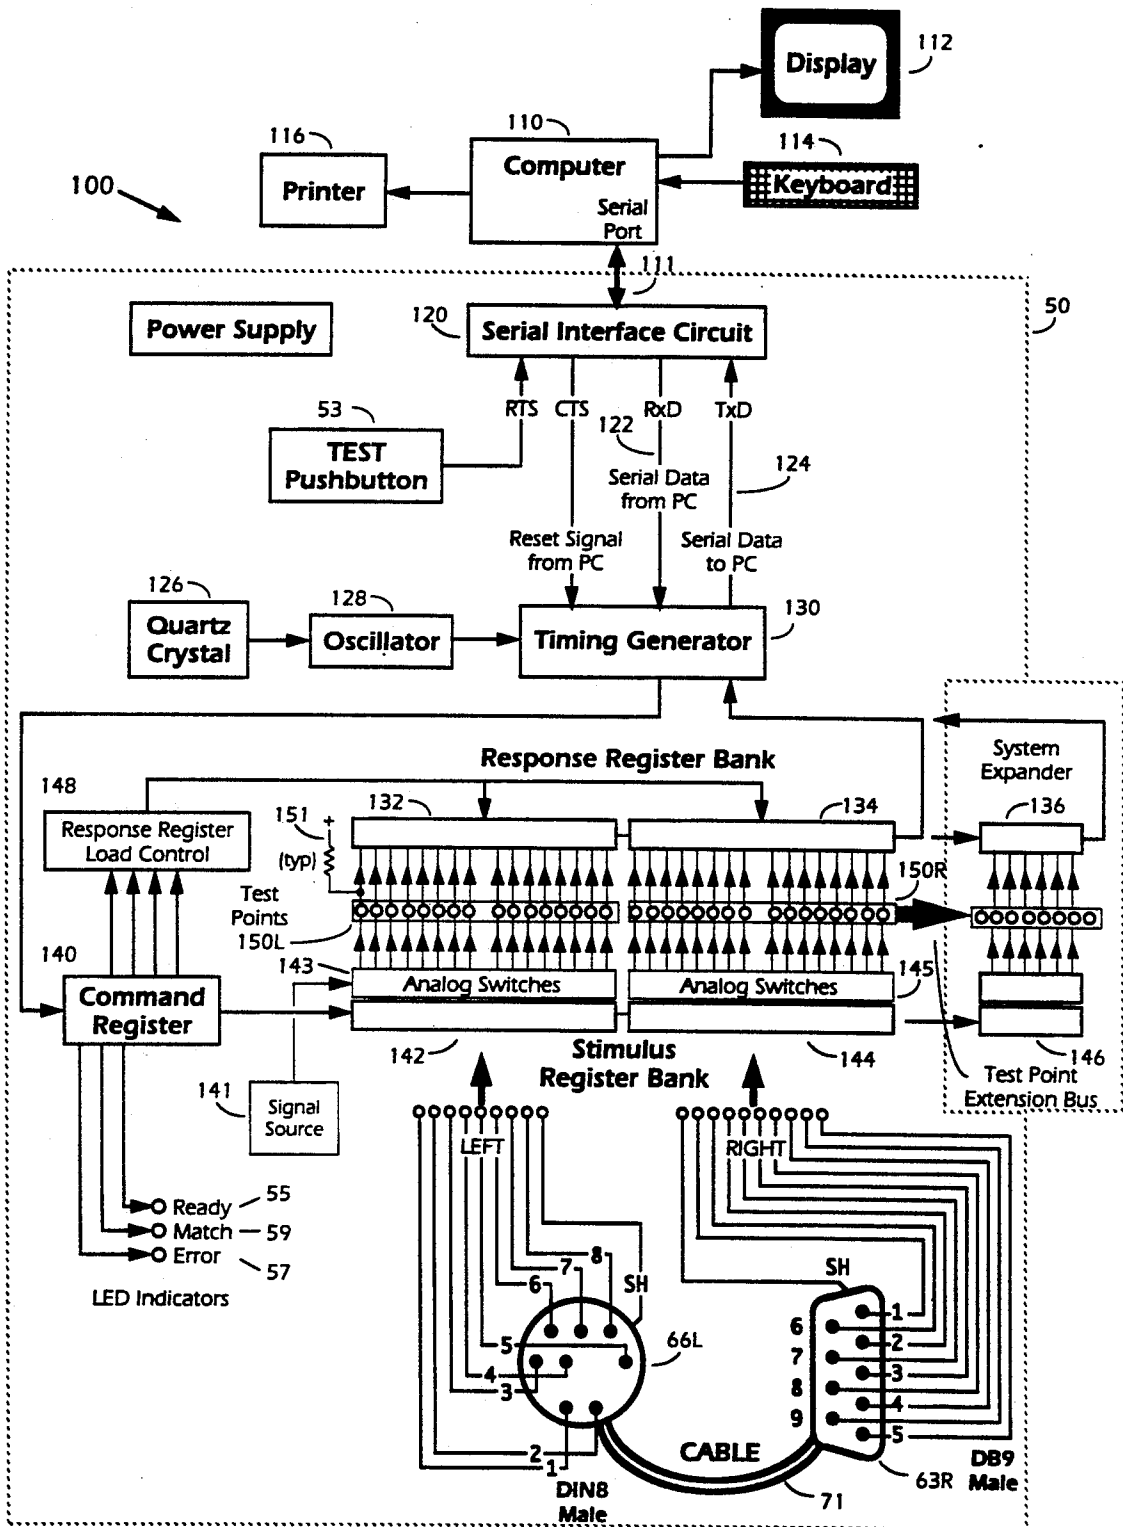 Display
112
116
110
114
Printer
Computer
Serial
Port
Keyboard
100
111
50
Power Supply
120
Serial Interface Circuit
RTS
CTS
RxD
TxD
53
122
124
TEST
Pushbutton
Serial Data
from PC
Reset Signal
from PC
Serial Data
to PC
126
128
130
Quartz
Crystal
Oscillator
Timing Generator
Response Register Bank
System
Expander
148
132
134
136
Response Register
Load Control
151
+
(typ)
150R
Test
Points
150L
140
143
Analog Switches
Analog Switches
145
Command
Register
142
Stimulus
Register Bank
144
146
141
Signal
Source
Test Point
Extension Bus
LEFT
RIGHT
Ready
55
Match
59
Error
57
LED Indicators
8
7
6
SH
SH
5
4
3
2
1
66L
1
6
2
7
3
8
4
9
5
CABLE
DIN8
Male
71
63R
DB9
Male